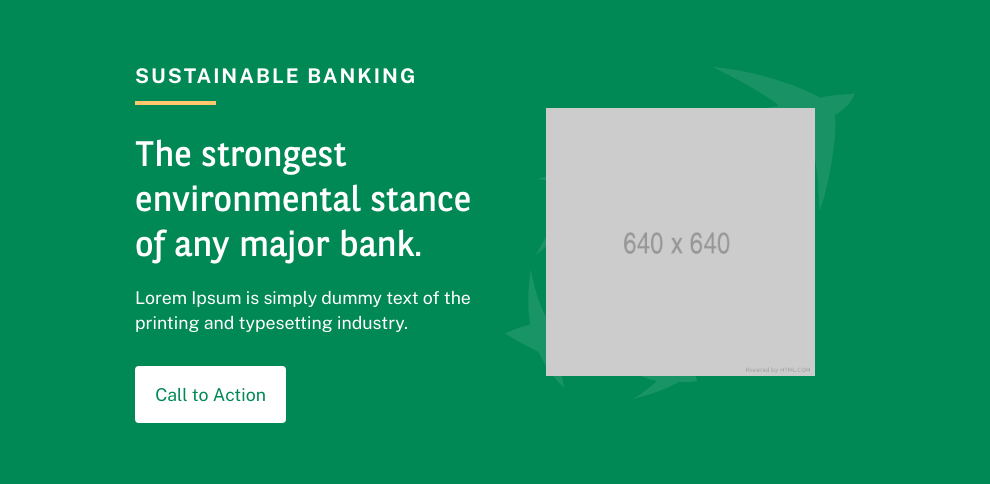 SUSTAINABLE BANKING
The strongest
environmental stance
of any major bank.
Lorem Ipsum is simply dummy text of the
printing and typesetting industry.
Call to Action
640 x 640
Powered by HTML.COM